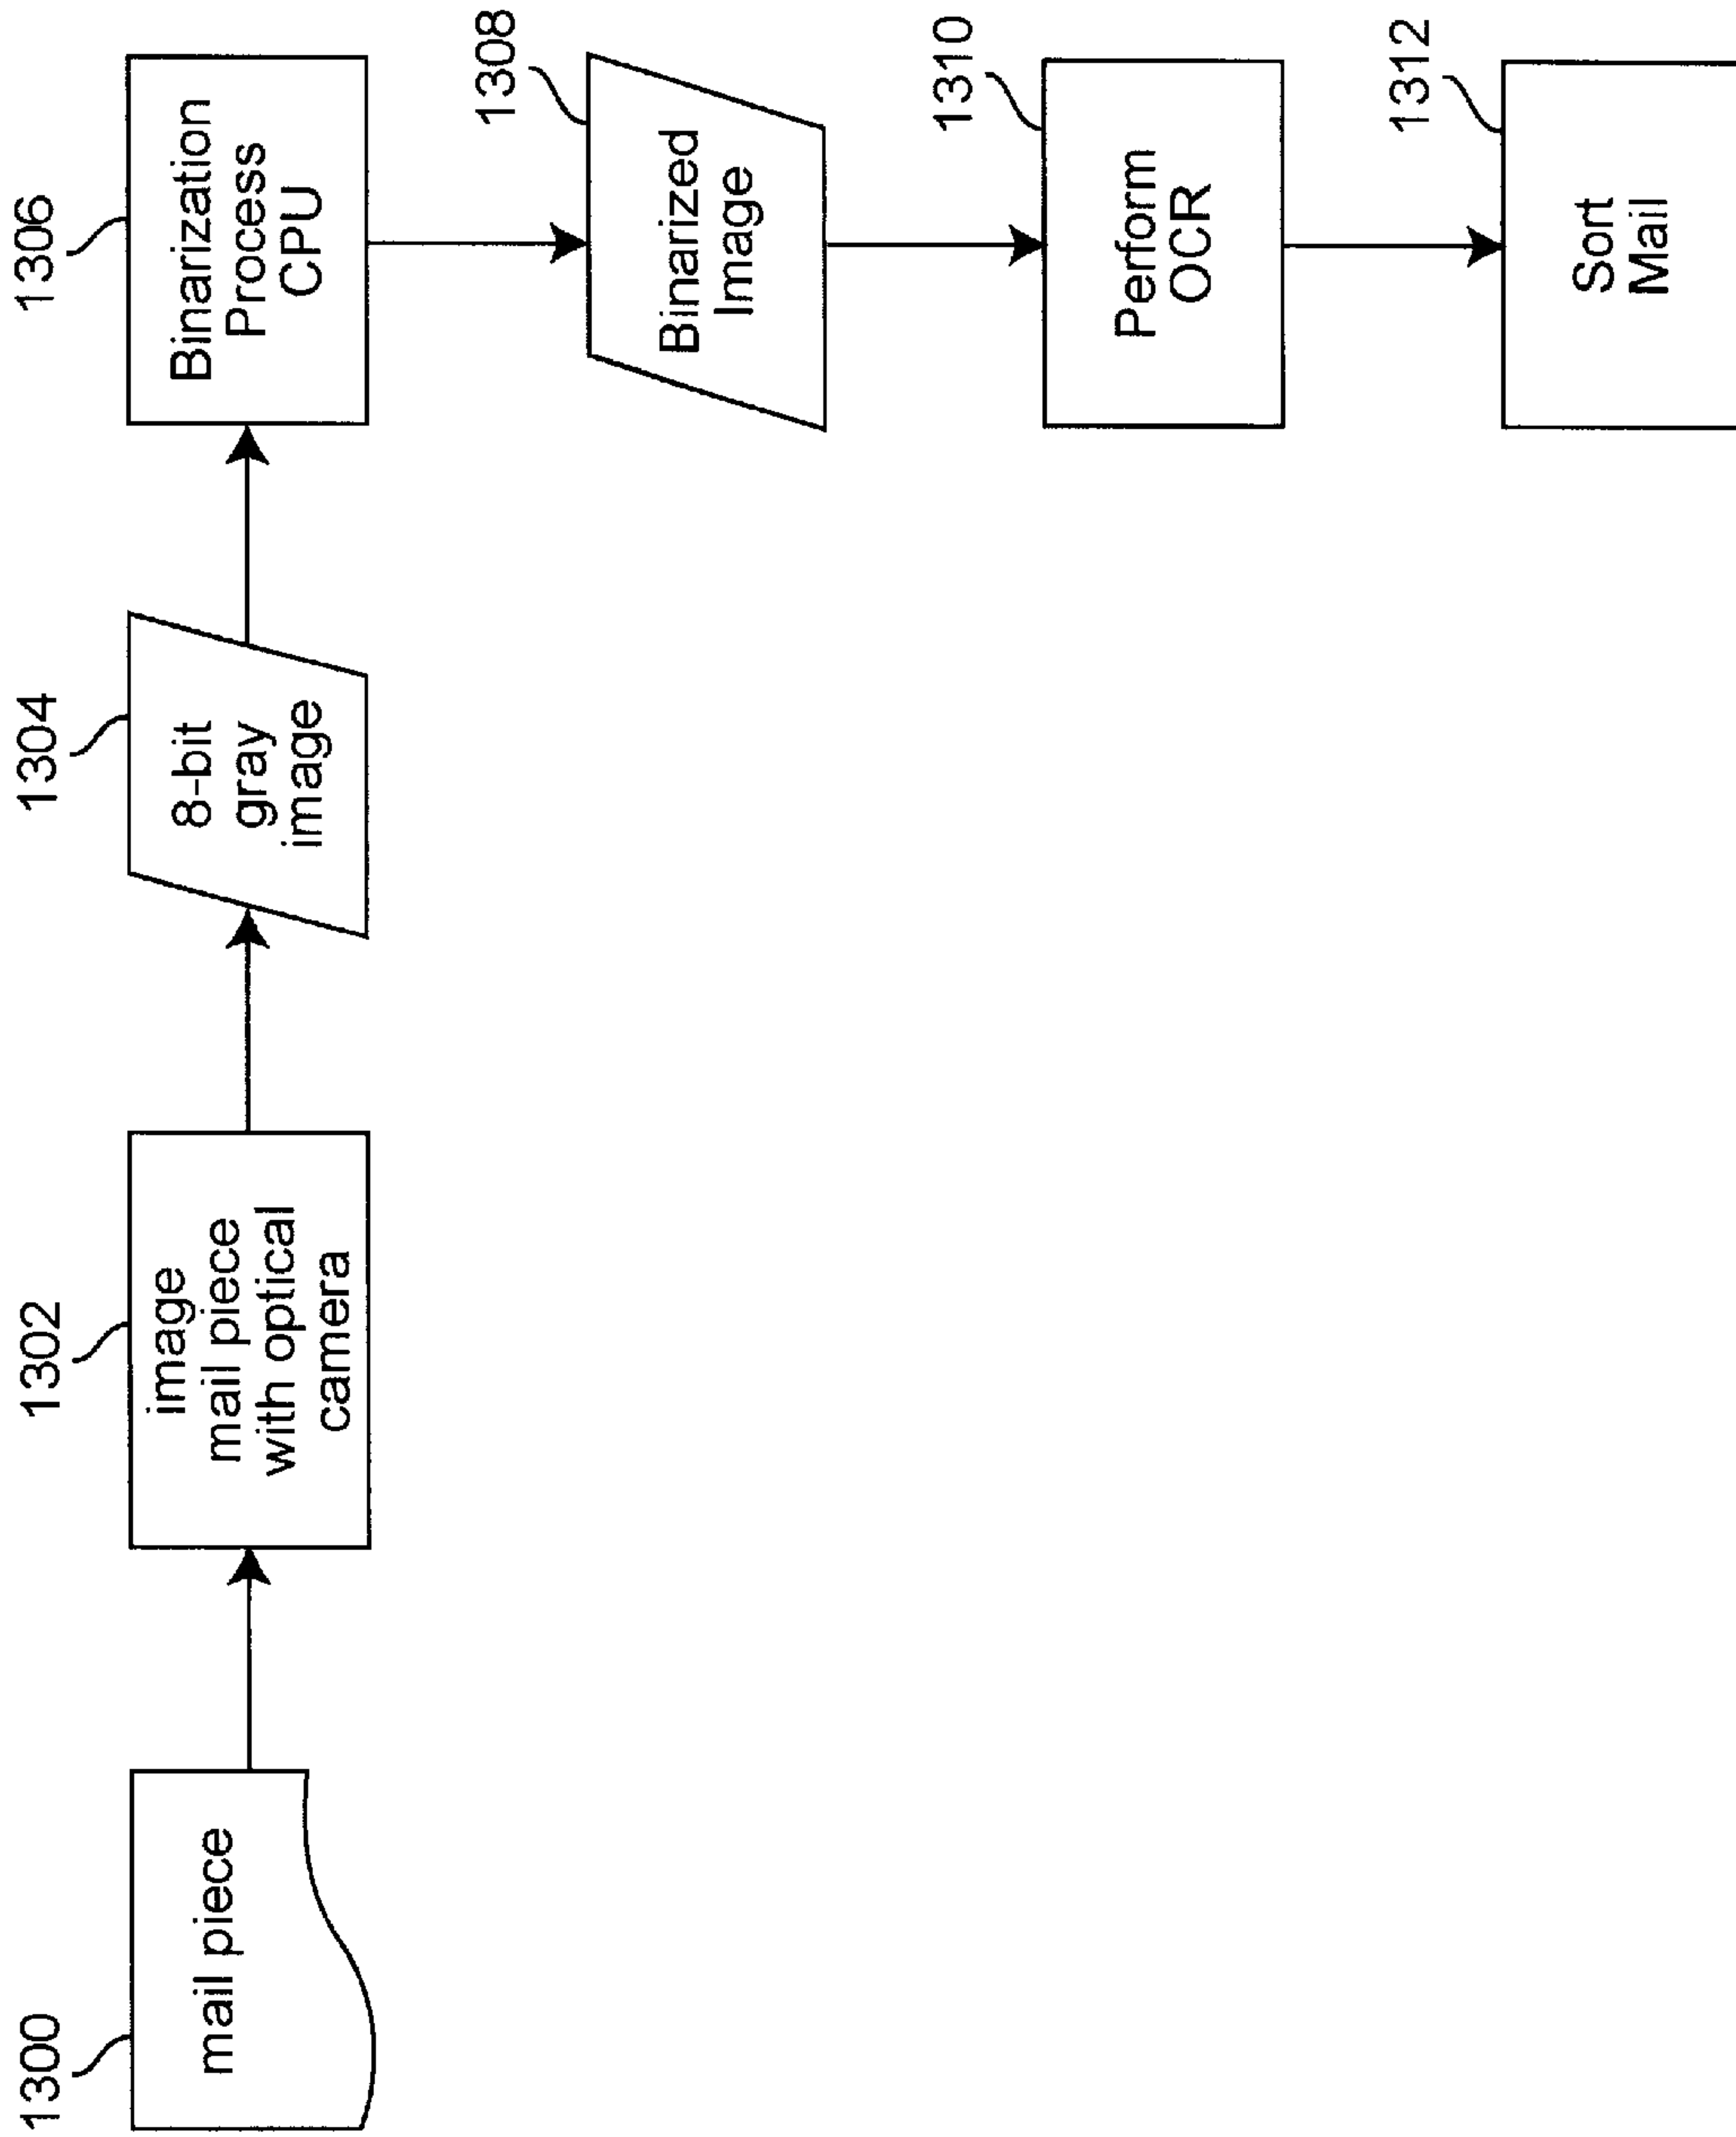 1300
mail piece
1302
image
mail piece
with optical
camera
1304
8-bit
gray
image
1306
Binarization
Process
CPU
1308
Binarized
Image
1310
Perform
OCR
1312
Sort
Mail